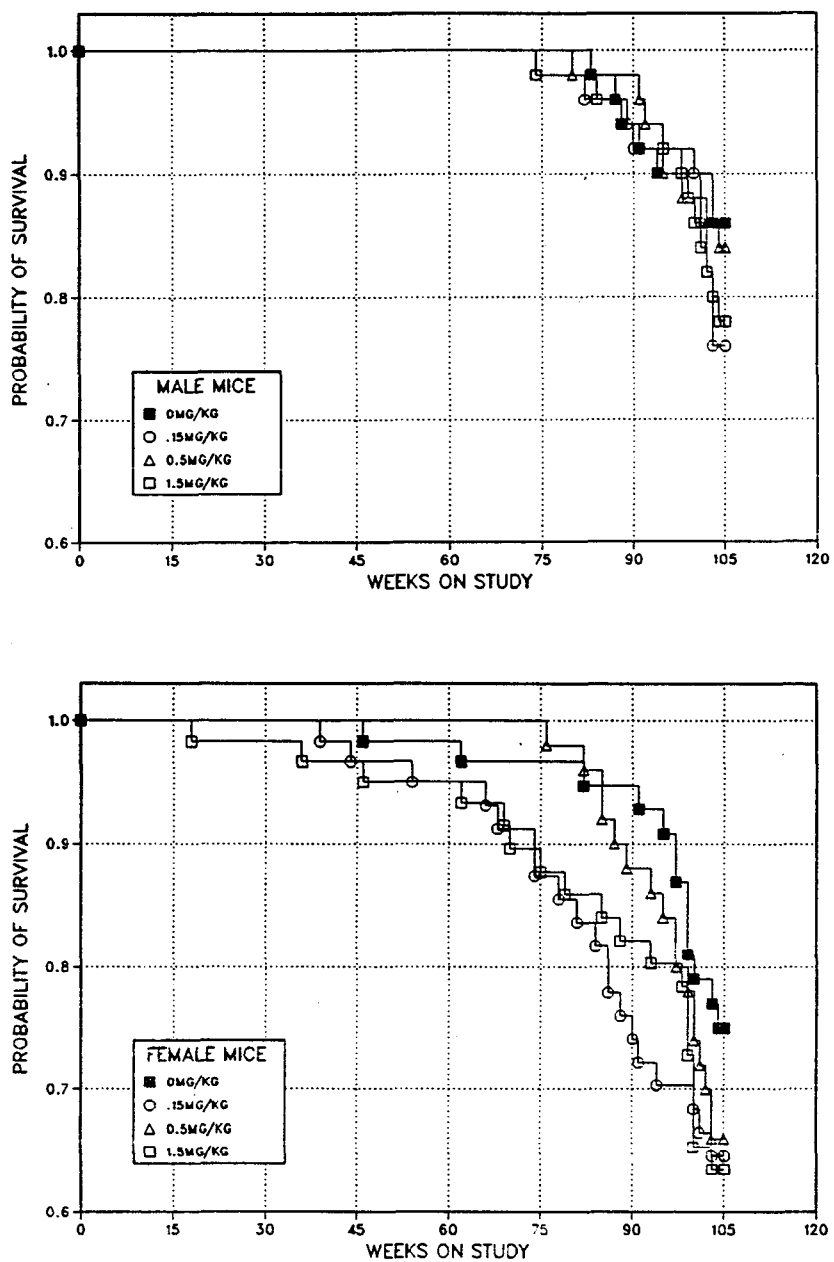 PROBABILITY OF SURVIVAL
1.0
0.9
0.8
0.7
0.6
MALE MICE
0MG/KG
.15MG/KG
0.5MG/KG
1.5MG/KG
0 15 30 45 60 75 90 105 120
WEEKS ON STUDY
PROBABILITY OF SURVIVAL
1.0
0.9
0.8
0.7
0.6
FEMALE MICE
0MG/KG
.15MG/KG
0.5MG/KG
1.5MG/KG
0 15 30 45 60 75 90 105 120
WEEKS ON STUDY